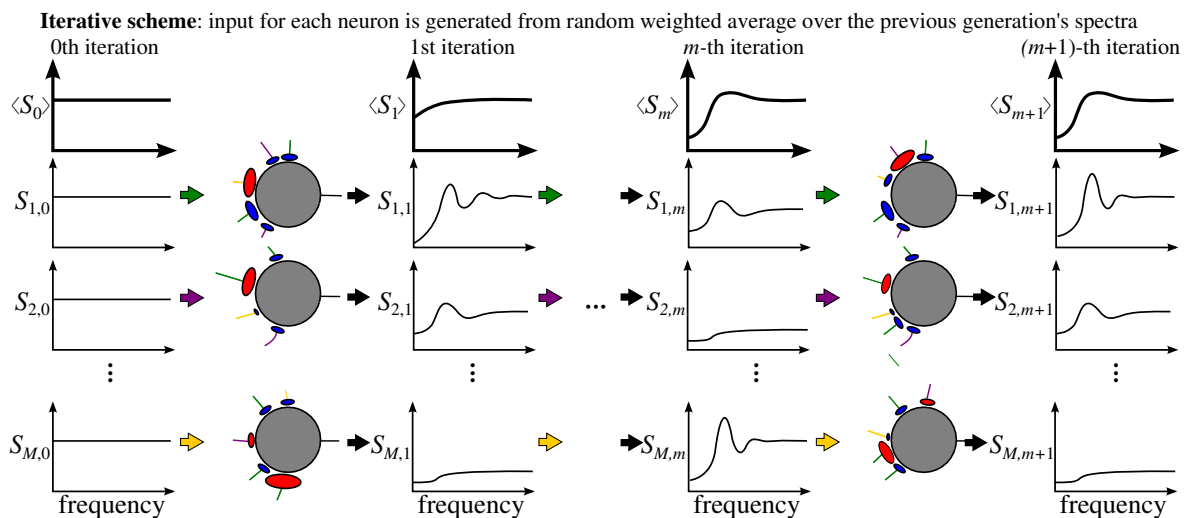 Iterative scheme: input for each neuron is generated from random weighted average over the previous generation's spectra
0th iteration 1st iteration m-th iteration (m+1)-th iteration
⟨S0⟩ ⟨S1⟩ ⟨Sm⟩ ⟨Sm+1⟩
S1,0 S1,1 S1,m S1,m+1
S2,0 S2,1 ... S2,m S2,m+1
⋮ ⋮ ⋮ ⋮
SM,0 SM,1 SM,m SM,m+1
frequency frequency frequency frequency